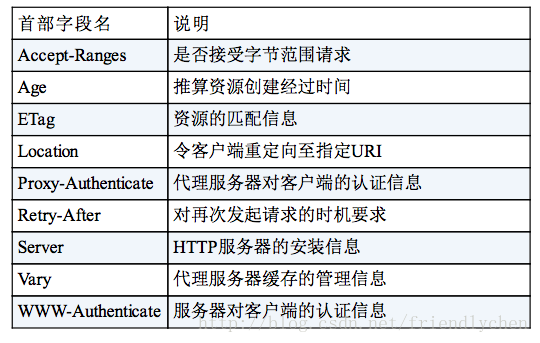 首部字段名 说明
Accept-Ranges 是否接受字节范围请求
Age 推算资源创建经过时间
ETag 资源的匹配信息
Location 令客户端重定向至指定URI
Proxy-Authenticate 代理服务器对客户端的认证信息
Retry-After 对再次发起请求的时机要求
Server HTTP服务器的安装信息
Vary 代理服务器缓存的管理信息
WWW-Authenticate 服务器对客户端的认证信息
http://blog.csdn.net/friendlychen